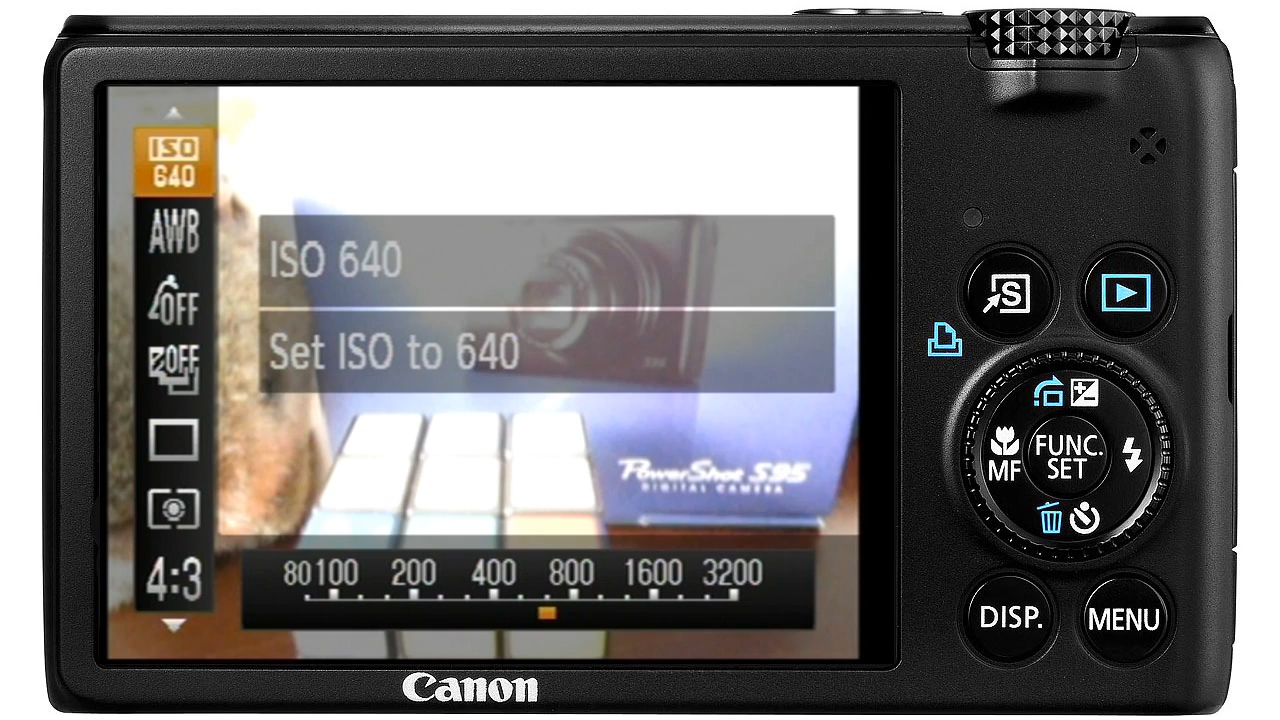 ISO
640
AWB
OFF
OFF
4:3
ISO 640
Set ISO to 640
PowerShot S95
DIGITAL CAMERA
80 100 200 400 800 1600 3200
Canon
S
MF
FUNC.
SET
DISP.
MENU